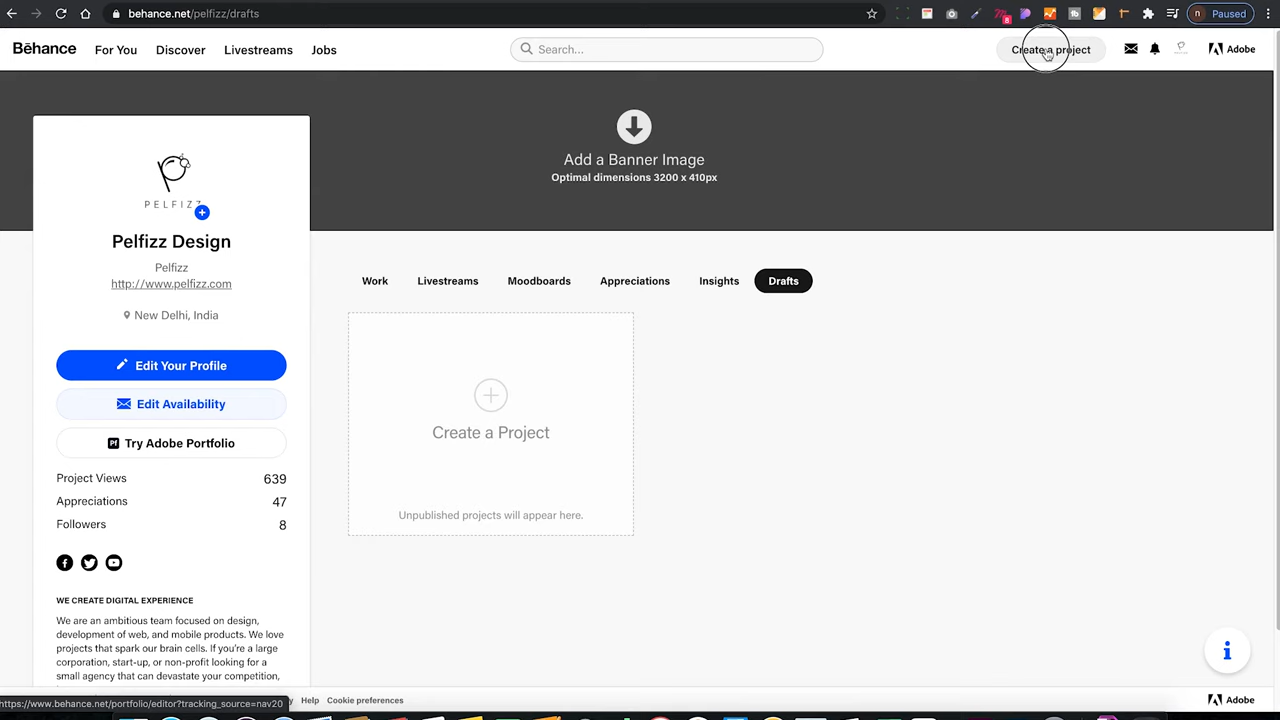 behance.net/pelfizz/drafts
8
n Paused
Bēhance
For You
Discover
Livestreams
Jobs
Search...
Create a project
Adobe
Add a Banner Image
Optimal dimensions 3200 x 410px
PELFIZZ
Pelfizz Design
Pelfizz
http://www.pelfizz.com
New Delhi, India
Edit Your Profile
Edit Availability
Pf Try Adobe Portfolio
Project Views 639
Appreciations 47
Followers 8
WE CREATE DIGITAL EXPERIENCE
We are an ambitious team focused on design,
development of web, and mobile products. We love
projects that spark our brain cells. If you're a large
corporation, start-up, or non-profit looking for a
small agency that can devastate your competition,
Work
Livestreams
Moodboards
Appreciations
Insights
Drafts
Create a Project
Unpublished projects will appear here.
https://www.behance.net/portfolio/editor?tracking_source=nav20
Help
Cookie preferences
Adobe